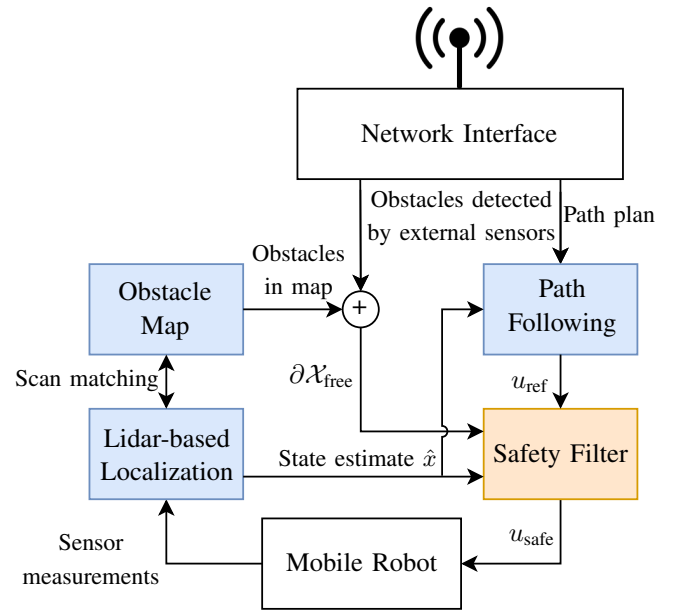 Network Interface
Obstacles detected
by external sensors
Path plan
Obstacles
in map
Obstacle
Map
+
Path
Following
Scan matching
∂𝒳free
uref
Lidar-based
Localization
State estimate x̂
Safety Filter
Sensor
measurements
Mobile Robot
usafe